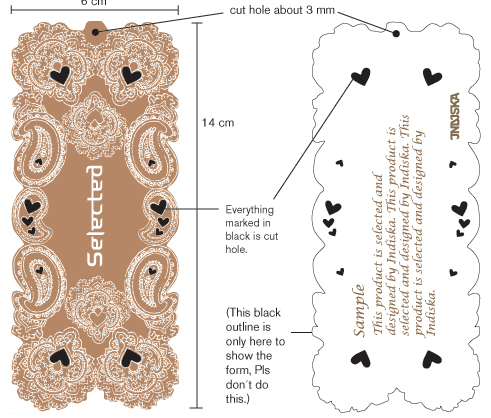 6 cm
cut hole about 3 mm
14 cm
Selected
Everything
marked in
black is cut
hole.
(This black
outline is
only here to
show the
form, Pls
don´t do
this.)
INDISKA
Sample
This product is selected and
designed by Indiska. This product is
selected and designed by Indiska. This
product is selected and designed by
Indiska.